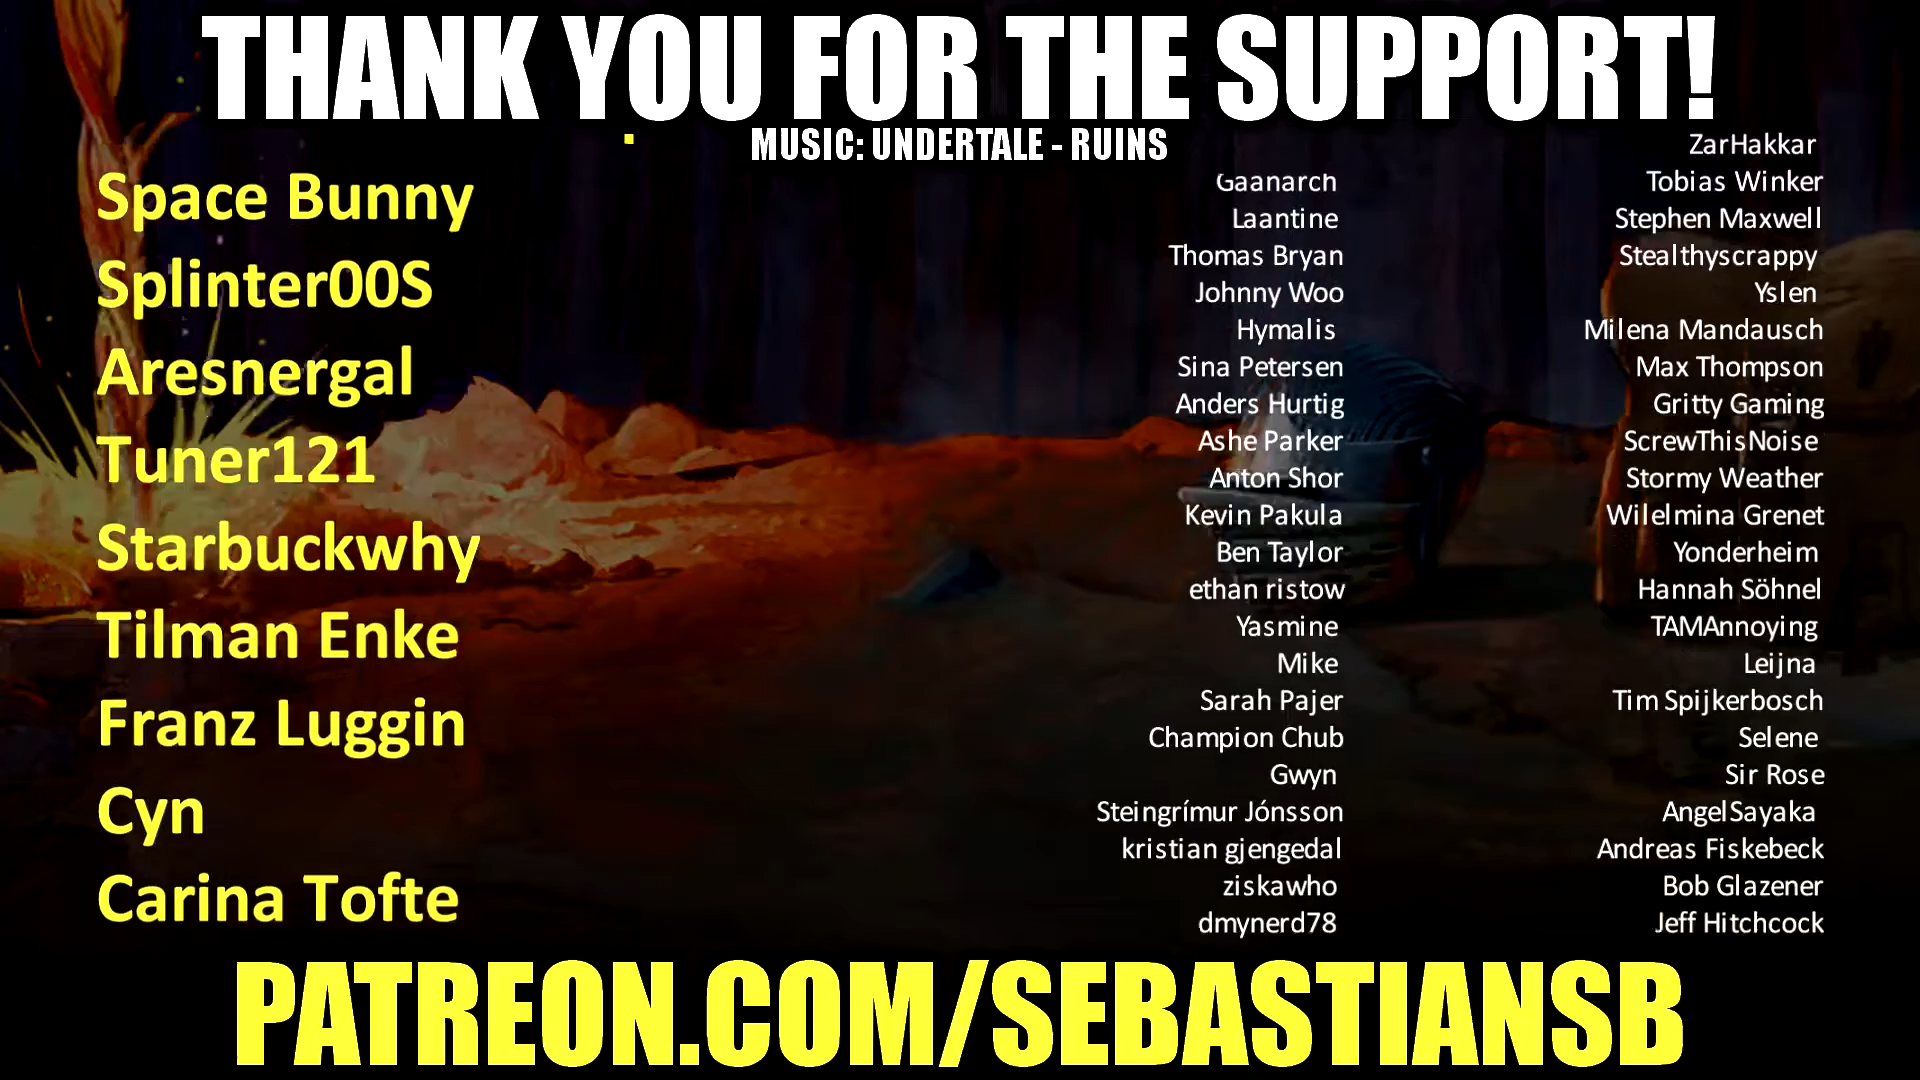 THANK YOU FOR THE SUPPORT!
MUSIC: UNDERTALE - RUINS
Space Bunny
Splinter00S
Aresnergal
Tuner121
Starbuckwhy
Tilman Enke
Franz Luggin
Cyn
Carina Tofte
Gaanarch
Laantine
Thomas Bryan
Johnny Woo
Hymalis
Sina Petersen
Anders Hurtig
Ashe Parker
Anton Shor
Kevin Pakula
Ben Taylor
ethan ristow
Yasmine
Mike
Sarah Pajer
Champion Chub
Gwyn
Steingrímur Jónsson
kristian gjengedal
ziskawho
dmynerd78
ZarHakkar
Tobias Winker
Stephen Maxwell
Stealthyscrappy
Yslen
Milena Mandausch
Max Thompson
Gritty Gaming
ScrewThisNoise
Stormy Weather
Wilelmina Grenet
Yonderheim
Hannah Söhnel
TAMAnnoying
Leijna
Tim Spijkerbosch
Selene
Sir Rose
AngelSayaka
Andreas Fiskebeck
Bob Glazener
Jeff Hitchcock
PATREON.COM/SEBASTIANSB